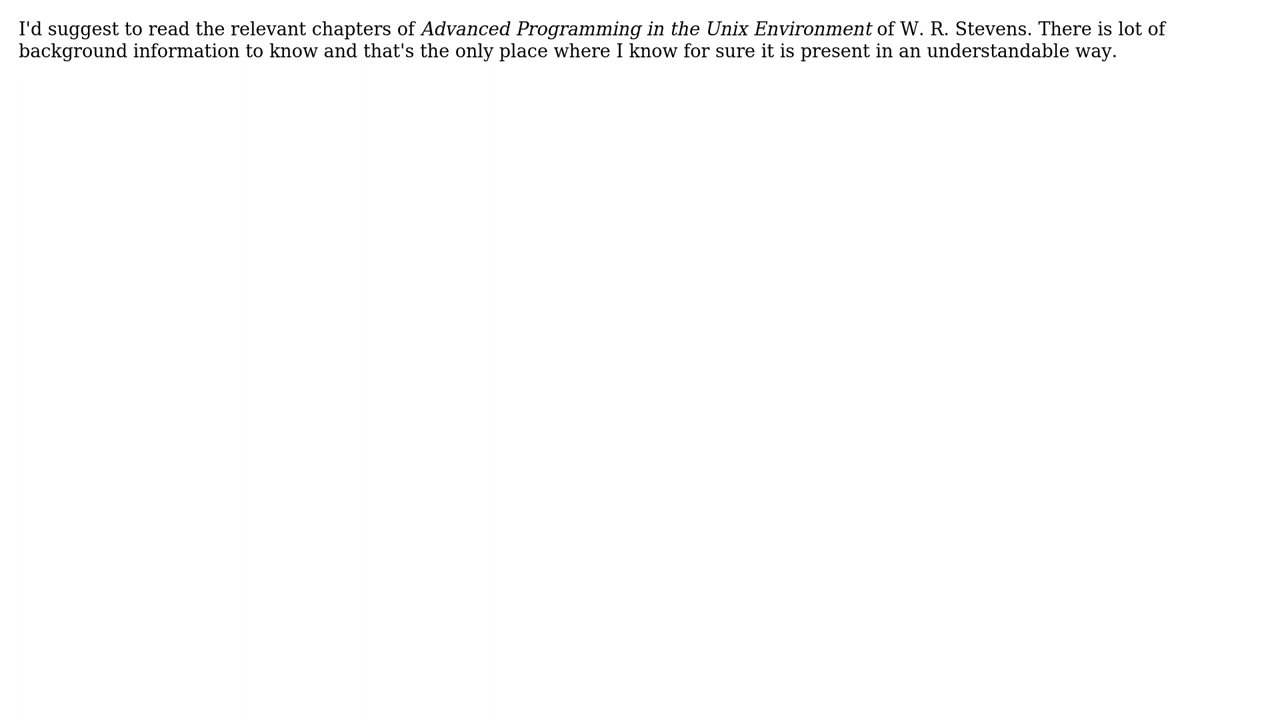 I'd suggest to read the relevant chapters of Advanced Programming in the Unix Environment of W. R. Stevens. There is lot of
background information to know and that's the only place where I know for sure it is present in an understandable way.